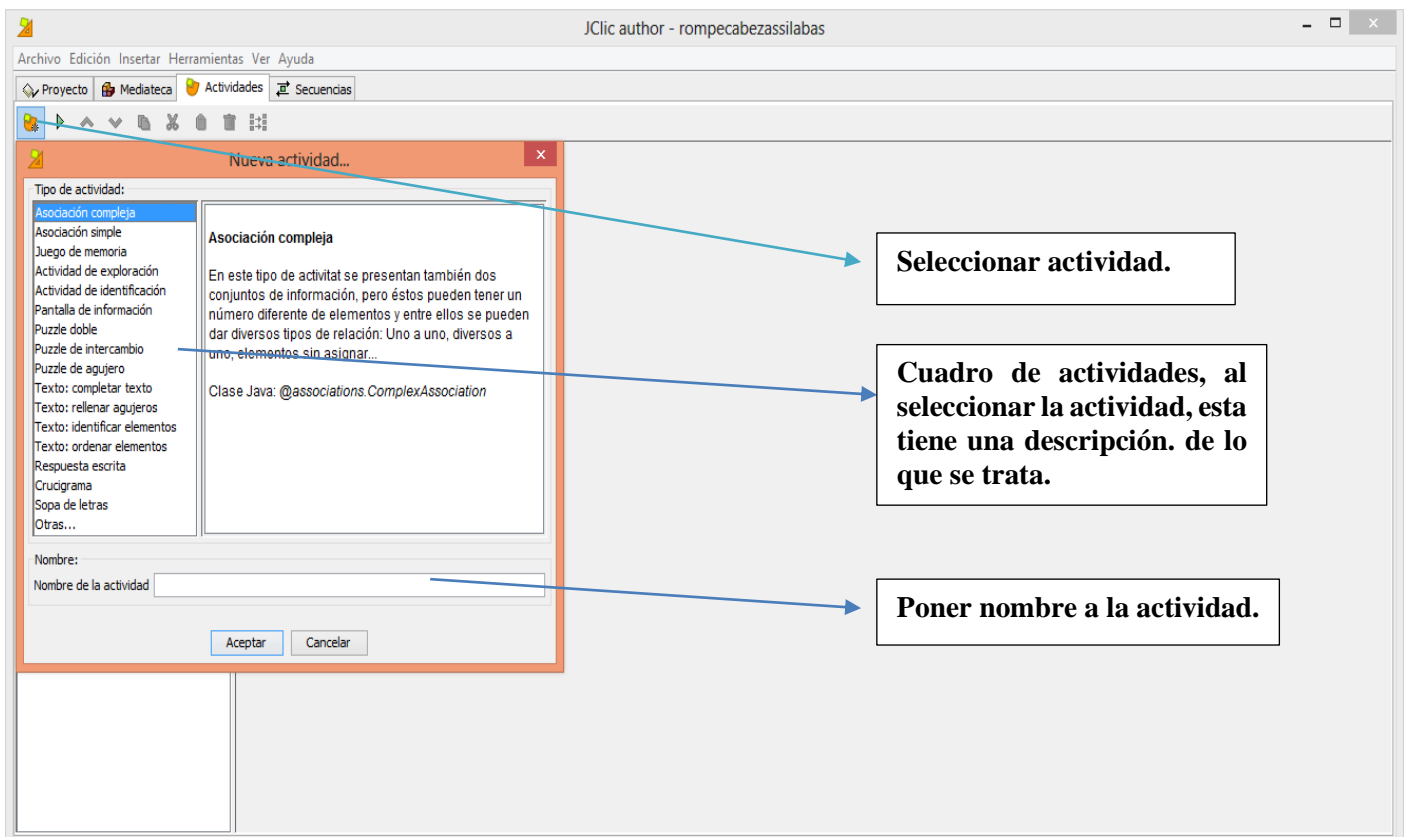 JClic author - rompecabezassilabas
Archivo Edición Insertar Herramientas Ver Ayuda
Proyecto Mediateca Actividades Secuencias
Nueva actividad...
Tipo de actividad:
Asociación compleja
Asociación simple
Juego de memoria
Actividad de exploración
Actividad de identificación
Pantalla de información
Puzzle doble
Puzzle de intercambio
Puzzle de agujero
Texto: completar texto
Texto: rellenar agujeros
Texto: identificar elementos
Texto: ordenar elementos
Respuesta escrita
Crucigrama
Sopa de letras
Otras...
Asociación compleja
En este tipo de activitat se presentan también dos
conjuntos de información, pero éstos pueden tener un
número diferente de elementos y entre ellos se pueden
dar diversos tipos de relación: Uno a uno, diversos a
uno, elementos sin asignar...
Clase Java: @associations.ComplexAssociation
Nombre:
Nombre de la actividad
Aceptar Cancelar
Seleccionar actividad.
Cuadro de actividades, al
seleccionar la actividad, esta
tiene una descripción. de lo
que se trata.
Poner nombre a la actividad.